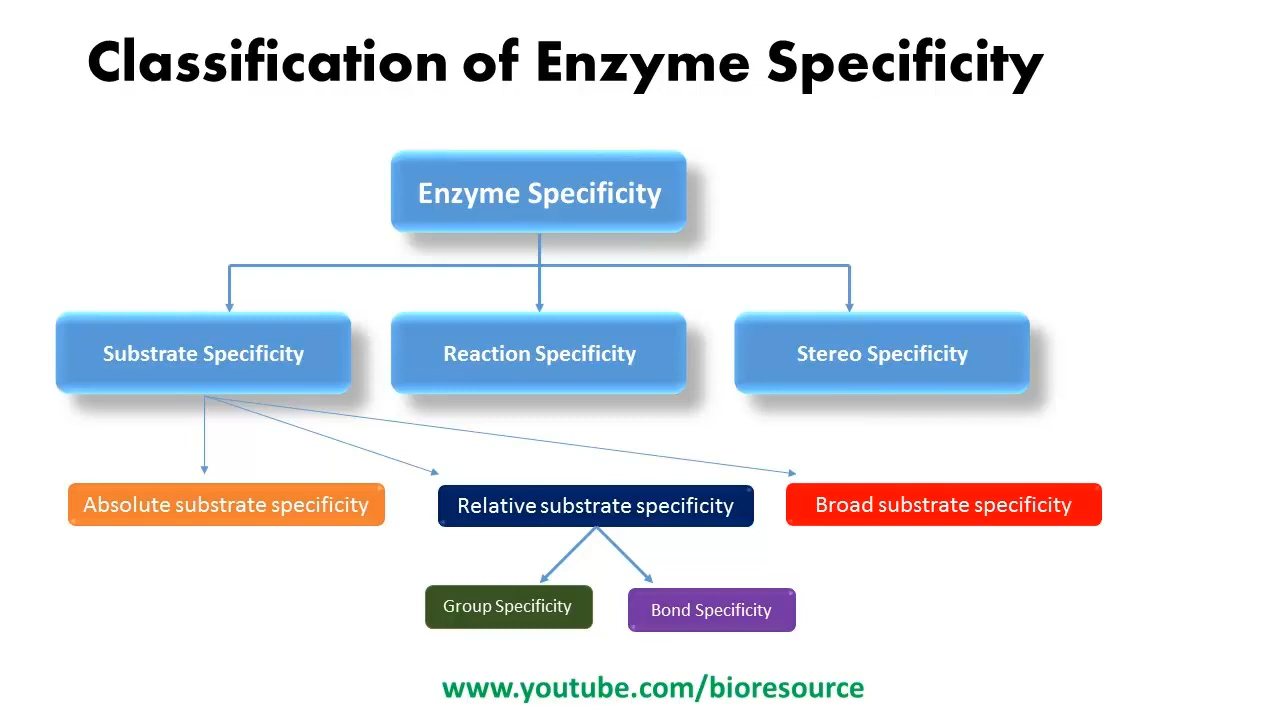 Classification of Enzyme Specificity
Enzyme Specificity
Substrate Specificity
Reaction Specificity
Stereo Specificity
Absolute substrate specificity
Relative substrate specificity
Broad substrate specificity
Group Specificity
Bond Specificity
www.youtube.com/bioresource